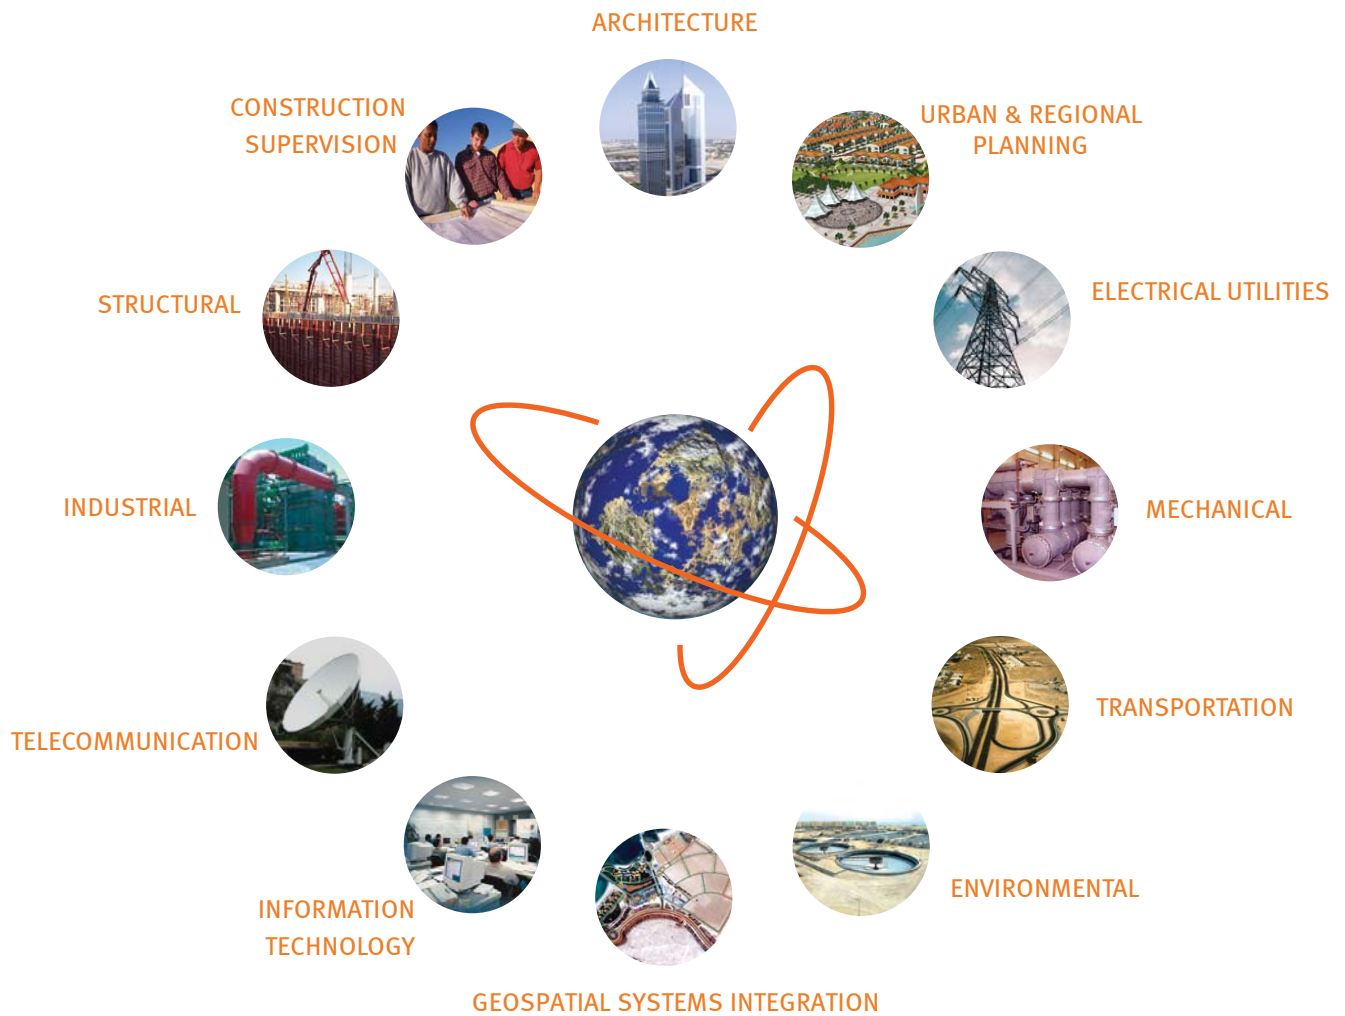 ARCHITECTURE
CONSTRUCTION
SUPERVISION
URBAN & REGIONAL
PLANNING
STRUCTURAL
ELECTRICAL UTILITIES
INDUSTRIAL
MECHANICAL
TELECOMMUNICATION
TRANSPORTATION
INFORMATION
TECHNOLOGY
ENVIRONMENTAL
GEOSPATIAL SYSTEMS INTEGRATION